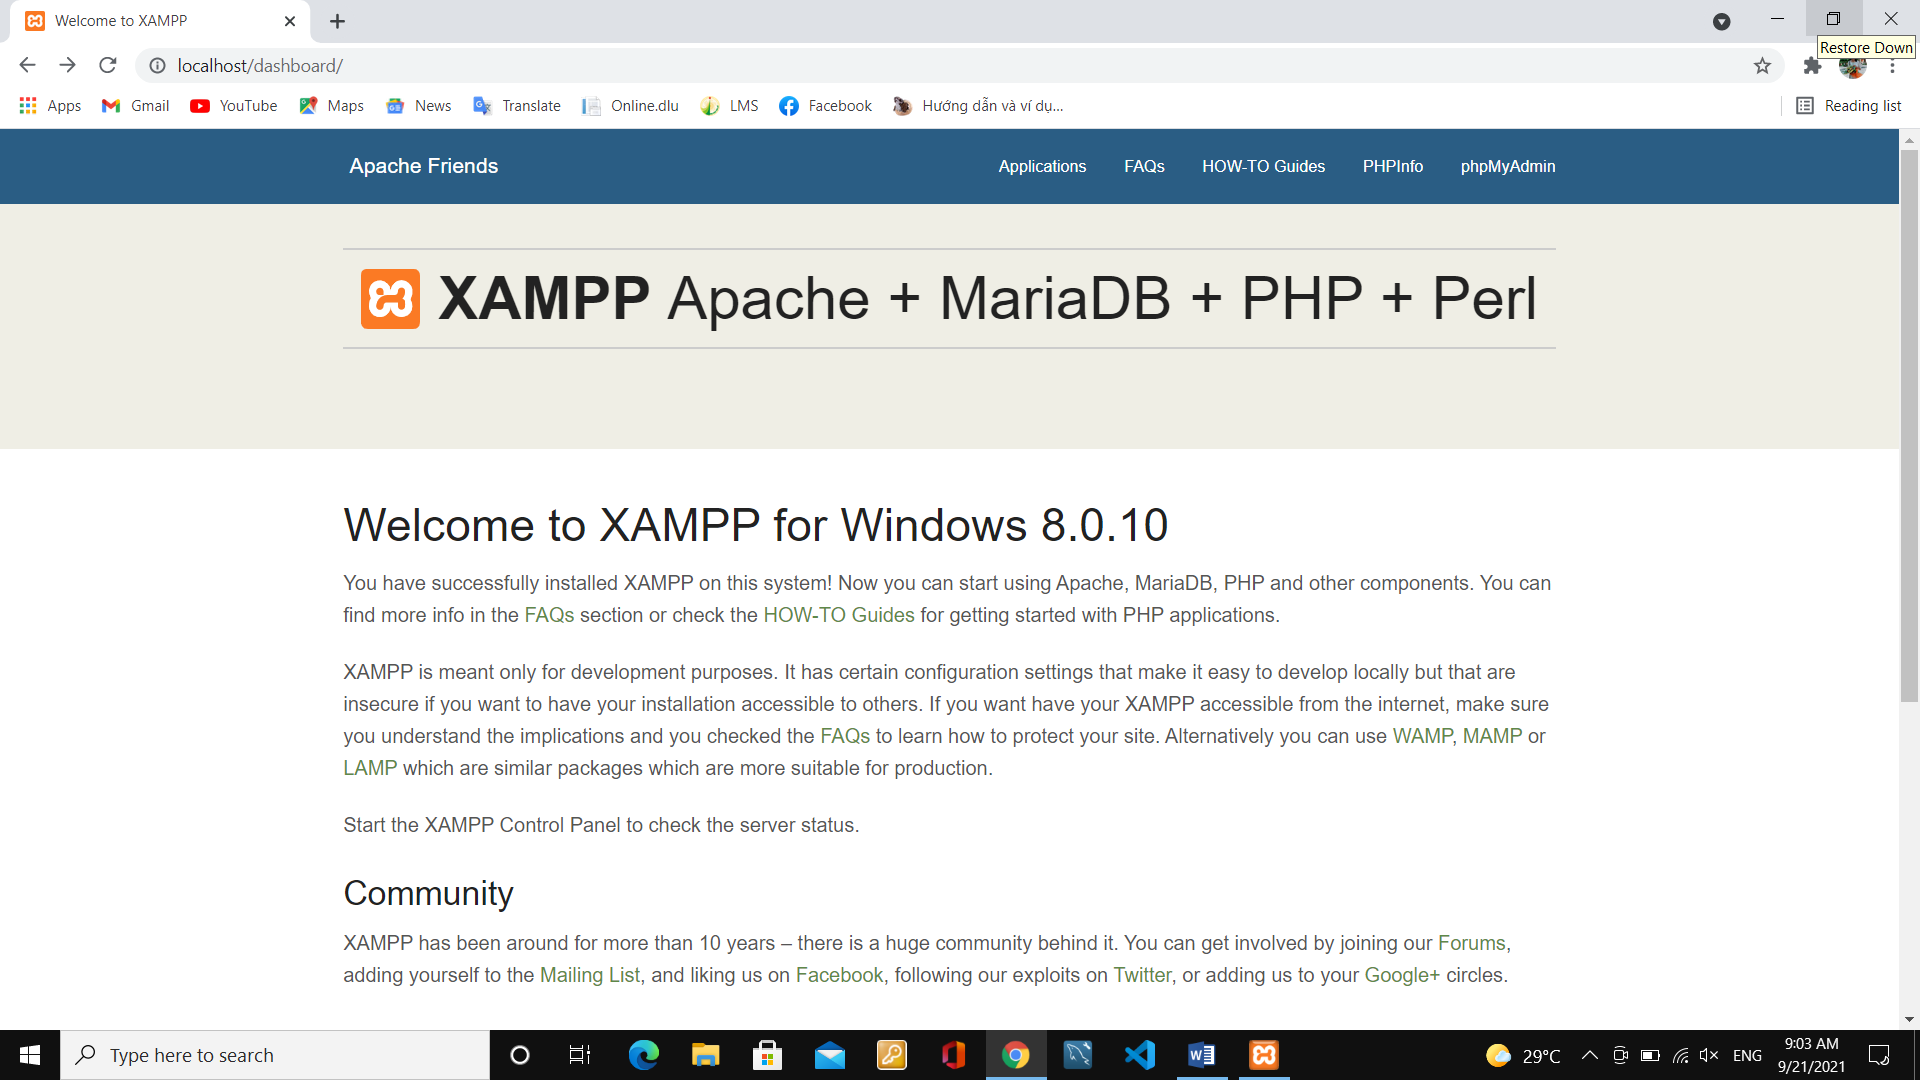 Welcome to XAMPP
Restore Down
localhost/dashboard/
Apps Gmail YouTube Maps News Translate Online.dlu LMS Facebook Hướng dẫn và ví dụ... Reading list
Apache Friends Applications FAQs HOW-TO Guides PHPInfo phpMyAdmin
XAMPP Apache + MariaDB + PHP + Perl
Welcome to XAMPP for Windows 8.0.10
You have successfully installed XAMPP on this system! Now you can start using Apache, MariaDB, PHP and other components. You can
find more info in the FAQs section or check the HOW-TO Guides for getting started with PHP applications.
XAMPP is meant only for development purposes. It has certain configuration settings that make it easy to develop locally but that are
insecure if you want to have your installation accessible to others. If you want have your XAMPP accessible from the internet, make sure
you understand the implications and you checked the FAQs to learn how to protect your site. Alternatively you can use WAMP, MAMP or
LAMP which are similar packages which are more suitable for production.
Start the XAMPP Control Panel to check the server status.
Community
XAMPP has been around for more than 10 years – there is a huge community behind it. You can get involved by joining our Forums,
adding yourself to the Mailing List, and liking us on Facebook, following our exploits on Twitter, or adding us to your Google+ circles.
Type here to search 29°C ENG 9:03 AM
9/21/2021